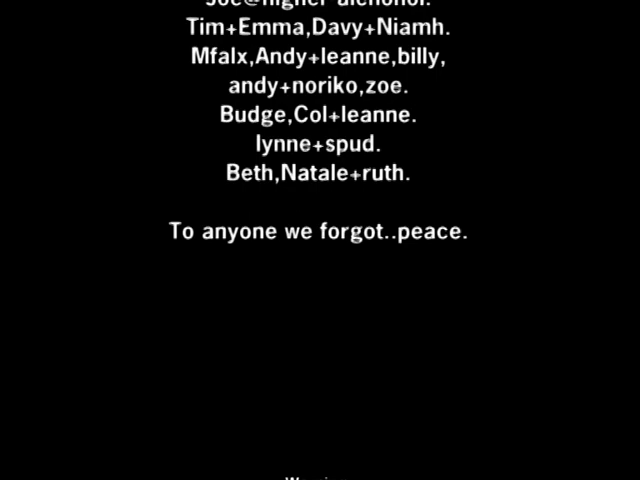 Tim+Emma,Davy+Niamh.
Mfalx,Andy+leanne,billy,
andy+noriko,zoe.
Budge,Col+leanne.
lynne+spud.
Beth,Natale+ruth.
To anyone we forgot..peace.